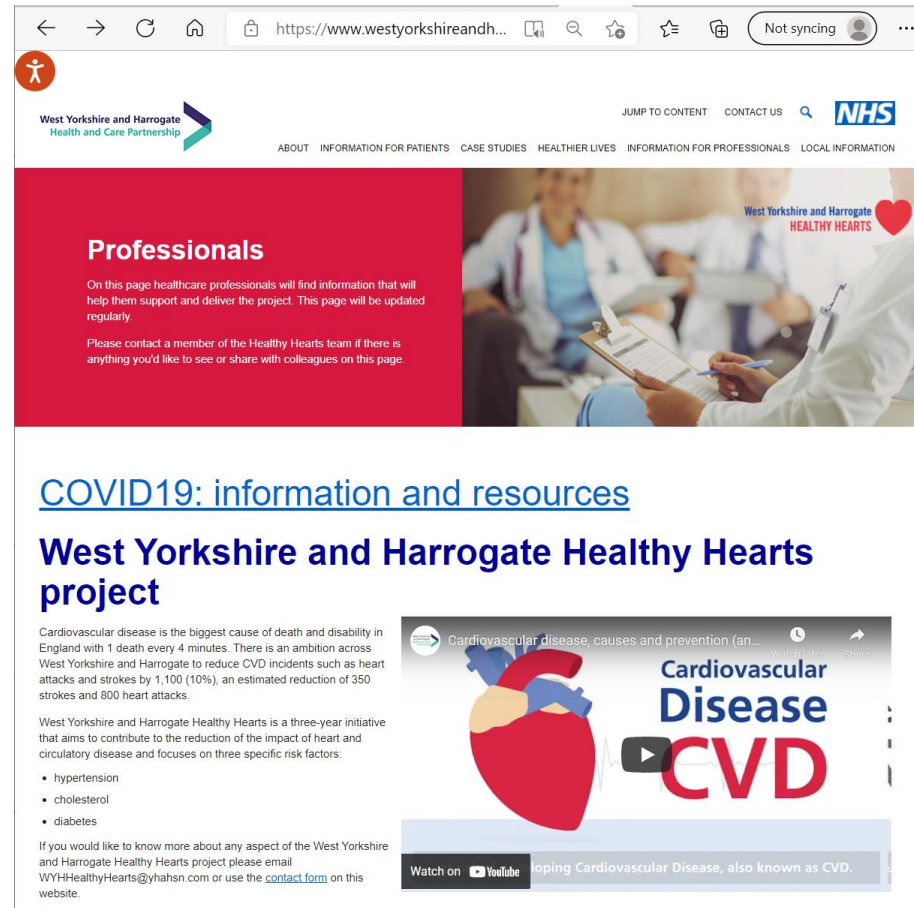 https://www.westyorkshireandh...
Not syncing
West Yorkshire and Harrogate
Health and Care Partnership
JUMP TO CONTENT CONTACT US NHS
ABOUT INFORMATION FOR PATIENTS CASE STUDIES HEALTHIER LIVES INFORMATION FOR PROFESSIONALS LOCAL INFORMATION
West Yorkshire and Harrogate
HEALTHY HEARTS
Professionals
On this page healthcare professionals will find information that will
help them support and deliver the project. This page will be updated
regularly.
Please contact a member of the Healthy Hearts team if there is
anything you'd like to see or share with colleagues on this page.
COVID19: information and resources
West Yorkshire and Harrogate Healthy Hearts
project
Cardiovascular disease is the biggest cause of death and disability in
England with 1 death every 4 minutes. There is an ambition across
West Yorkshire and Harrogate to reduce CVD incidents such as heart
attacks and strokes by 1,100 (10%), an estimated reduction of 350
strokes and 800 heart attacks.
West Yorkshire and Harrogate Healthy Hearts is a three-year initiative
that aims to contribute to the reduction of the impact of heart and
circulatory disease and focuses on three specific risk factors:
• hypertension
• cholesterol
• diabetes
If you would like to know more about any aspect of the West Yorkshire
and Harrogate Healthy Hearts project please email
WYHHealthyHearts@yhahsn.com or use the contact form on this
website.
Cardiovascular disease, causes and prevention (an...
Watch later Share
Cardiovascular
Disease
CVD
Watch on YouTube
loping Cardiovascular Disease, also known as CVD.